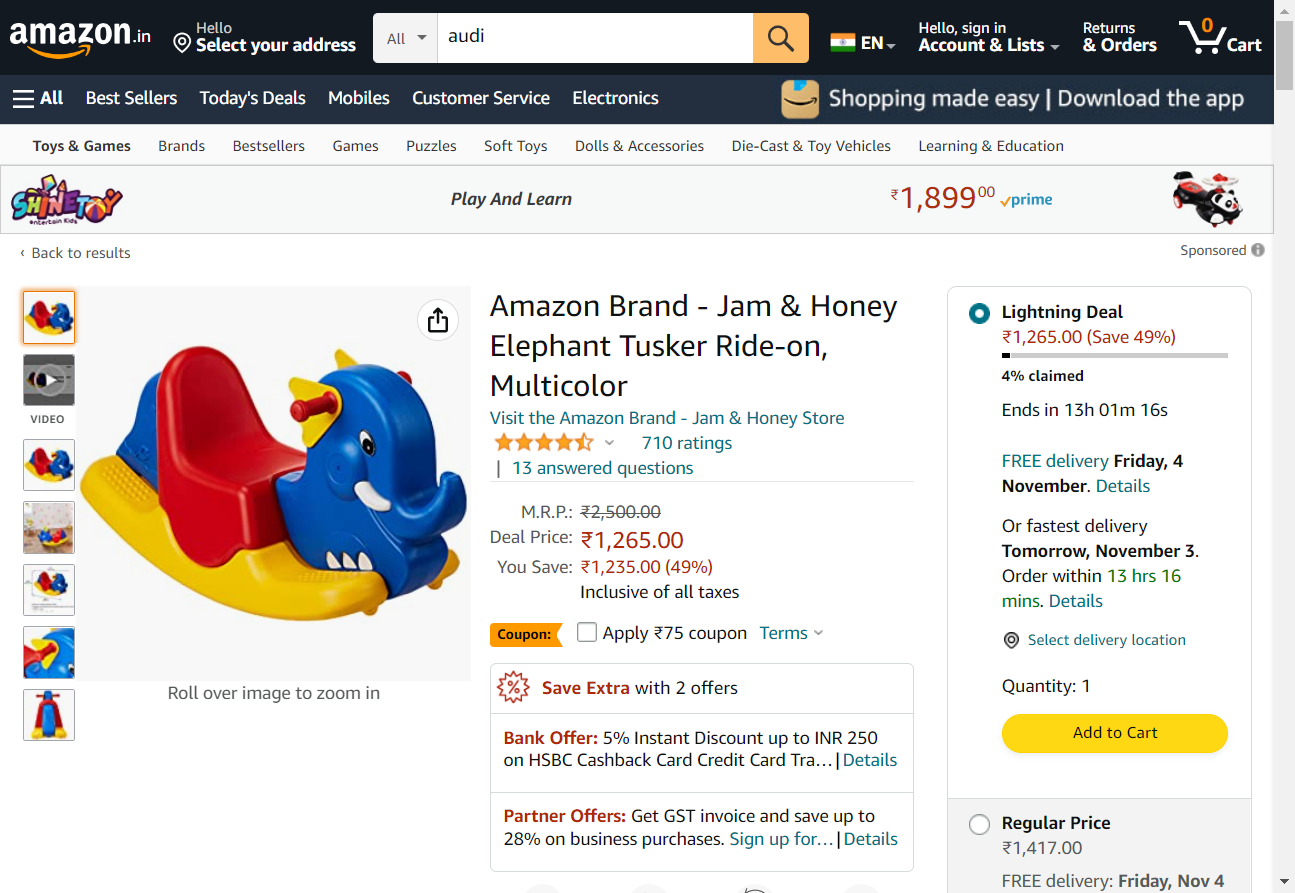 amazon.in
Hello
Select your address
All
audi
EN
Hello, sign in
Account & Lists
Returns
& Orders
0
Cart
All
Best Sellers
Today's Deals
Mobiles
Customer Service
Electronics
Shopping made easy | Download the app
Toys & Games
Brands
Bestsellers
Games
Puzzles
Soft Toys
Dolls & Accessories
Die-Cast & Toy Vehicles
Learning & Education
SHINETOY
entertain Kids
Play And Learn
₹1,89900
prime
‹ Back to results
Sponsored
Amazon Brand - Jam & Honey
Elephant Tusker Ride-on,
Multicolor
Visit the Amazon Brand - Jam & Honey Store
710 ratings
| 13 answered questions
M.R.P.: ₹2,500.00
Deal Price: ₹1,265.00
You Save: ₹1,235.00 (49%)
Inclusive of all taxes
Coupon:
Apply ₹75 coupon
Terms
Save Extra with 2 offers
Bank Offer: 5% Instant Discount up to INR 250
on HSBC Cashback Card Credit Card Tra… | Details
Partner Offers: Get GST invoice and save up to
28% on business purchases. Sign up for… | Details
VIDEO
Roll over image to zoom in
Lightning Deal
₹1,265.00 (Save 49%)
4% claimed
Ends in 13h 01m 16s
FREE delivery Friday, 4
November. Details
Or fastest delivery
Tomorrow, November 3.
Order within 13 hrs 16
mins. Details
Select delivery location
Quantity: 1
Add to Cart
Regular Price
₹1,417.00
FREE delivery: Friday, Nov 4